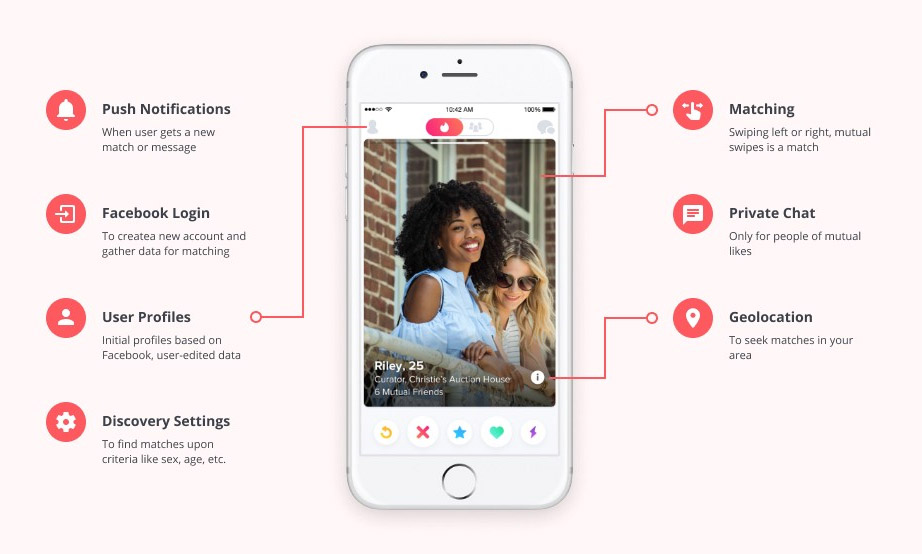 Push Notifications
When user gets a new
match or message
Facebook Login
To createa new account and
gather data for matching
User Profiles
Initial profiles based on
Facebook, user-edited data
Discovery Settings
To find matches upon
criteria like sex, age, etc.
10:42 AM
100%
Riley, 25
Curator, Christie's Auction House
6 Mutual Friends
Matching
Swiping left or right, mutual
swipes is a match
Private Chat
Only for people of mutual
likes
Geolocation
To seek matches in your
area